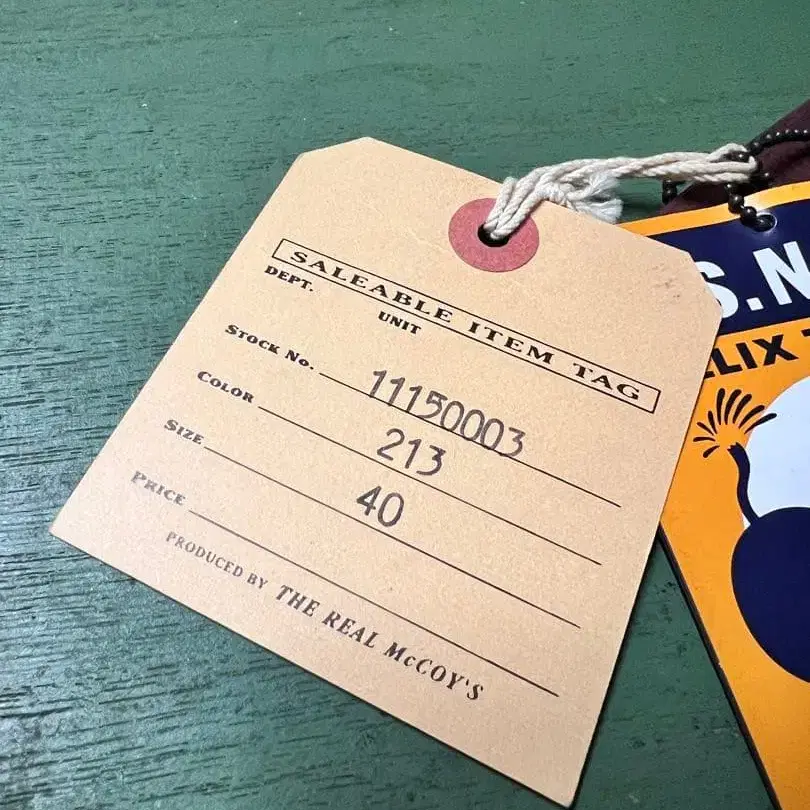 SALEABLE ITEM TAG
DEPT. UNIT
STOCK No. 11150003
COLOR 213
SIZE 40
PRICE
PRODUCED BY THE REAL McCOY'S
S.N
LIX